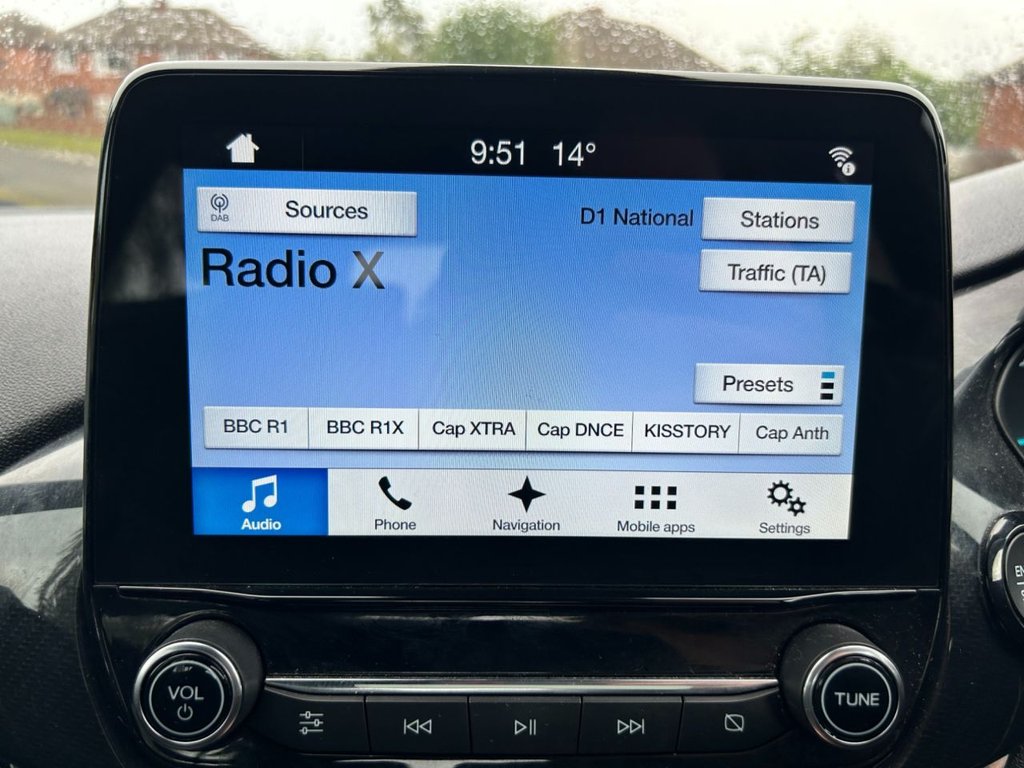 9:51 14°
DAB
Sources
D1 National
Stations
Radio X
Traffic (TA)
Presets
BBC R1
BBC R1X
Cap XTRA
Cap DNCE
KISSTORY
Cap Anth
Audio
Phone
Navigation
Mobile apps
Settings
VOL
TUNE